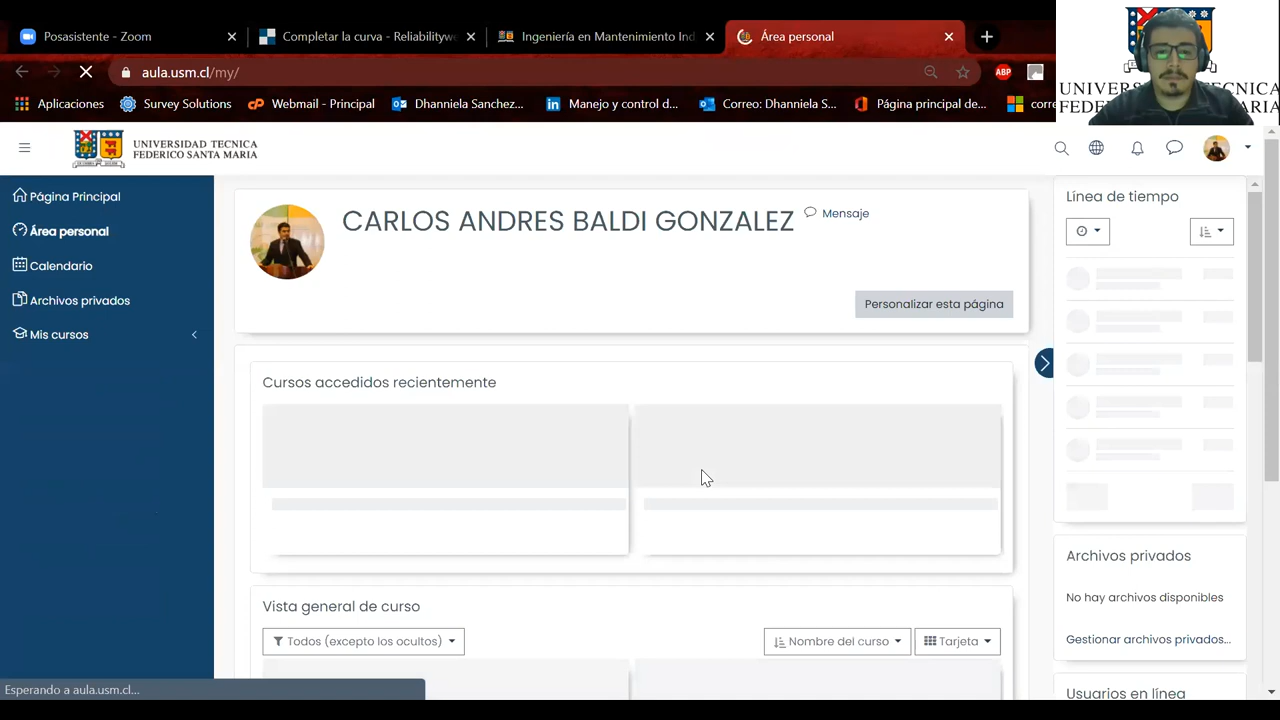 Posasistente - Zoom
Completar la curva - Reliabilitywe
Ingeniería en Mantenimiento Ind
Área personal
aula.usm.cl/my/
ABP
Aplicaciones
Survey Solutions
Webmail - Principal
Dhanniela Sanchez...
Manejo y control d...
Correo: Dhanniela S...
Página principal de...
corre
UNIVERSIDAD TECNICA
FEDERICO SANTA MARIA
Página Principal
Área personal
Calendario
Archivos privados
Mis cursos
CARLOS ANDRES BALDI GONZALEZ
Mensaje
Personalizar esta página
Cursos accedidos recientemente
Vista general de curso
Todos (excepto los ocultos)
Nombre del curso
Tarjeta
Línea de tiempo
Archivos privados
No hay archivos disponibles
Gestionar archivos privados...
Usuarios en línea
Esperando a aula.usm.cl...